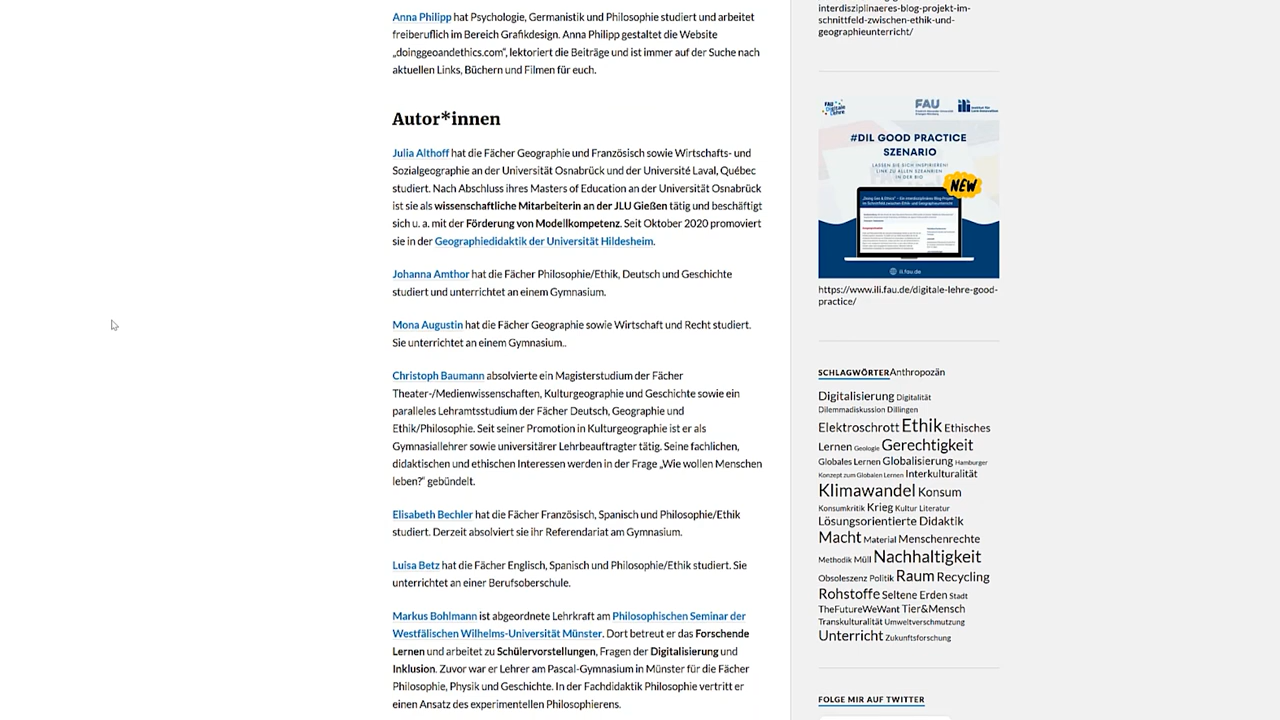 Anna Philipp hat Psychologie, Germanistik und Philosophie studiert und arbeitet
freiberuflich im Bereich Grafikdesign. Anna Philipp gestaltet die Website
„doinggeoandethics.com“, lektoriert die Beiträge und ist immer auf der Suche nach
aktuellen Links, Büchern und Filmen für euch.
Autor*innen
Julia Althoff hat die Fächer Geographie und Französisch sowie Wirtschafts- und
Sozialgeographie an der Universität Osnabrück und der Université Laval, Québec
studiert. Nach Abschluss ihres Masters of Education an der Universität Osnabrück
ist sie als wissenschaftliche Mitarbeiterin an der JLU Gießen tätig und beschäftigt
sich u. a. mit der Förderung von Modellkompetenz. Seit Oktober 2020 promoviert
sie in der Geographiedidaktik der Universität Hildesheim.
Johanna Amthor hat die Fächer Philosophie/Ethik, Deutsch und Geschichte
studiert und unterrichtet an einem Gymnasium.
Mona Augustin hat die Fächer Geographie sowie Wirtschaft und Recht studiert.
Sie unterrichtet an einem Gymnasium..
Christoph Baumann absolvierte ein Magisterstudium der Fächer
Theater-/Medienwissenschaften, Kulturgeographie und Geschichte sowie ein
paralleles Lehramtsstudium der Fächer Deutsch, Geographie und
Ethik/Philosophie. Seit seiner Promotion in Kulturgeographie ist er als
Gymnasiallehrer sowie universitärer Lehrbeauftragter tätig. Seine fachlichen,
didaktischen und ethischen Interessen werden in der Frage „Wie wollen Menschen
leben?“ gebündelt.
Elisabeth Bechler hat die Fächer Französisch, Spanisch und Philosophie/Ethik
studiert. Derzeit absolviert sie ihr Referendariat am Gymnasium.
Luisa Betz hat die Fächer Englisch, Spanisch und Philosophie/Ethik studiert. Sie
unterrichtet an einer Berufsoberschule.
Markus Bohlmann ist abgeordnete Lehrkraft am Philosophischen Seminar der
Westfälischen Wilhelms-Universität Münster. Dort betreut er das Forschende
Lernen und arbeitet zu Schülervorstellungen, Fragen der Digitalisierung und
Inklusion. Zuvor war er Lehrer am Pascal-Gymnasium in Münster für die Fächer
Philosophie, Physik und Geschichte. In der Fachdidaktik Philosophie vertritt er
einen Ansatz des experimentellen Philosophierens.
interdisziplinaeres-blog-projekt-im-
schnittfeld-zwischen-ethik-und-
geographieunterricht/
FAU
Digitale
Lehre
FAU
#DIL GOOD PRACTICE
SZENARIO
LASSEN SIE SICH INSPIRIEREN!
LINK ZU ALLEN SZENARIEN
IN DER BIO
NEW
ili.fau.de
https://www.ili.fau.de/digitale-lehre-good-
practice/
SCHLAGWÖRTERAnthropozän
Digitalisierung Digitalität
Dilemmadiskussion Dillingen
Elektroschrott Ethik Ethisches
Lernen Geologie Gerechtigkeit
Globales Lernen Globalisierung Hamburger
Konzept zum Globalen Lernen Interkulturalität
Klimawandel Konsum
Konsumkritik Krieg Kultur Literatur
Lösungsorientierte Didaktik
Macht Material Menschenrechte
Methodik Müll Nachhaltigkeit
Obsoleszenz Politik Raum Recycling
Rohstoffe Seltene Erden Stadt
TheFutureWeWant Tier&Mensch
Transkulturalität Umweltverschmutzung
Unterricht Zukunftsforschung
FOLGE MIR AUF TWITTER